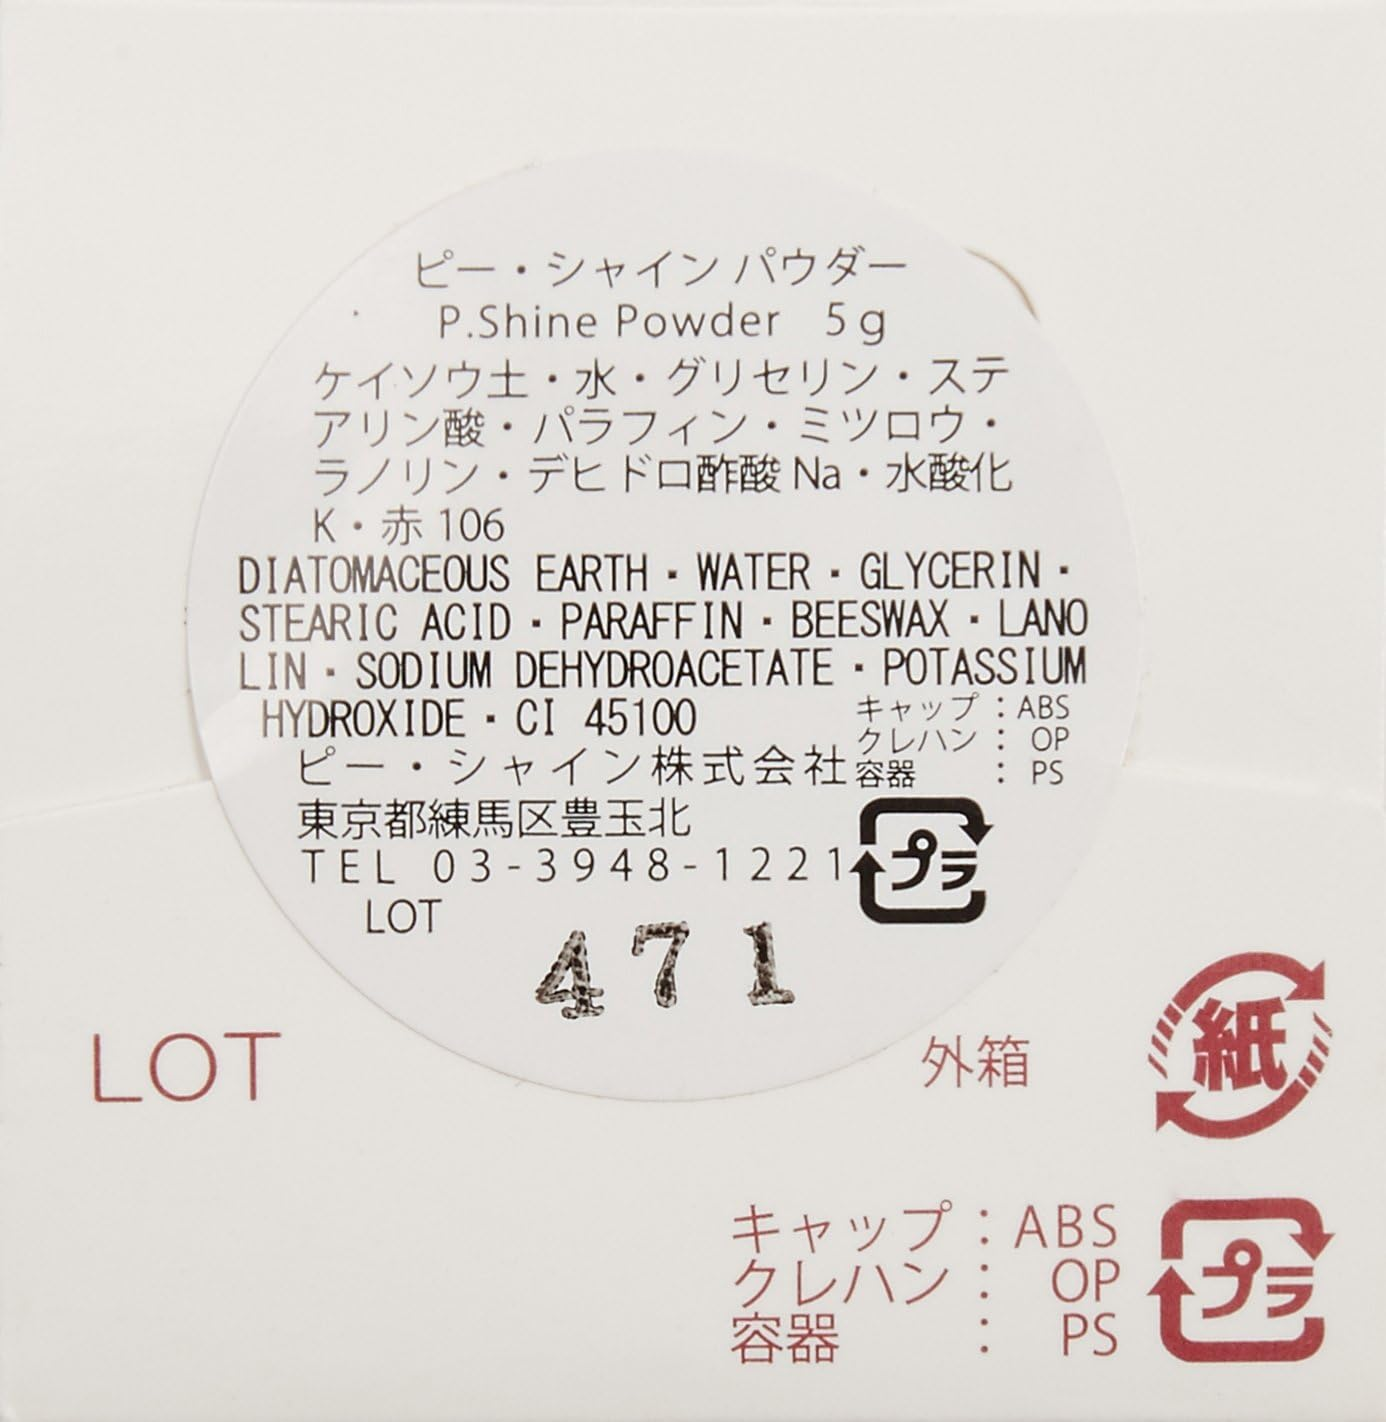 ピー・シャイン パウダー
P.Shine Powder 5g
ケイソウ土・水・グリセリン・ステ
アリン酸・パラフィン・ミツロウ・
ラノリン・デヒドロ酢酸 Na・水酸化
K・赤 106
DIATOMACEOUS EARTH・WATER・GLYCERIN・
STEARIC ACID・PARAFFIN・BEESWAX・LANO
LIN・SODIUM DEHYDROACETATE・POTASSIUM
HYDROXIDE・CI 45100
キャップ：ABS
クレハン：OP
容器：PS
ピー・シャイン株式会社
東京都練馬区豊玉北
TEL 03-3948-1221
プラ
LOT
471
LOT
外箱
紙
キャップ：ABS
クレハン：OP
容器：PS
プラ